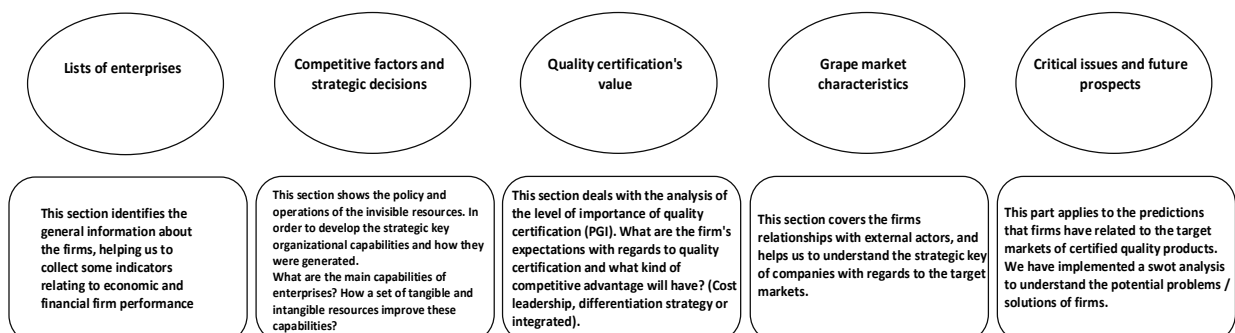 Lists of enterprises
Competitive factors and
strategic decisions
Quality certification's
value
Grape market
characteristics
Critical issues and future
prospects
This section identifies the
general information about
the firms, helping us to
collect some indicators
relating to economic and
financial firm performance
This section shows the policy and
operations of the invisible resources. In
order to develop the strategic key
organizational capabilities and how they
were generated.
What are the main capabilities of
enterprises? How a set of tangible and
intangible resources improve these
capabilities?
This section deals with the analysis of
the level of importance of quality
certification (PGI). What are the firm's
expectations with regards to quality
certification and what kind of
competitive advantage will have? (Cost
leadership, differentiation strategy or
integrated).
This section covers the firms
relationships with external actors, and
helps us to understand the strategic key
of companies with regards to the target
markets.
This part applies to the predictions
that firms have related to the target
markets of certified quality products.
We have implemented a swot analysis
to understand the potential problems /
solutions of firms.